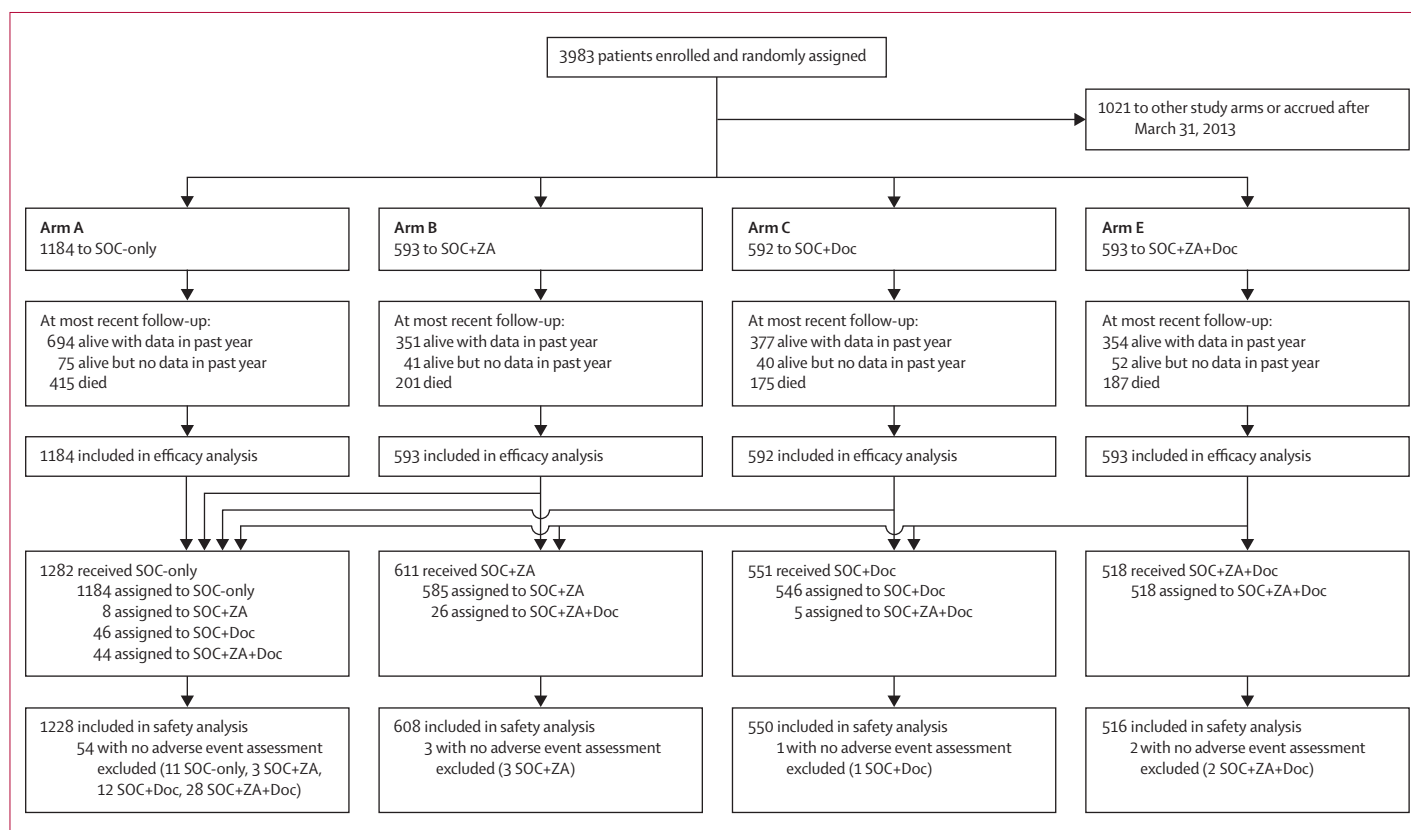 3983 patients enrolled and randomly assigned
1021 to other study arms or accrued after
March 31, 2013
Arm A
1184 to SOC-only
Arm B
593 to SOC+ZA
Arm C
592 to SOC+Doc
Arm E
593 to SOC+ZA+Doc
At most recent follow-up:
694 alive with data in past year
75 alive but no data in past year
415 died
At most recent follow-up:
351 alive with data in past year
41 alive but no data in past year
201 died
At most recent follow-up:
377 alive with data in past year
40 alive but no data in past year
175 died
At most recent follow-up:
354 alive with data in past year
52 alive but no data in past year
187 died
1184 included in efficacy analysis
593 included in efficacy analysis
592 included in efficacy analysis
593 included in efficacy analysis
1282 received SOC-only
1184 assigned to SOC-only
8 assigned to SOC+ZA
46 assigned to SOC+Doc
44 assigned to SOC+ZA+Doc
611 received SOC+ZA
585 assigned to SOC+ZA
26 assigned to SOC+ZA+Doc
551 received SOC+Doc
546 assigned to SOC+Doc
5 assigned to SOC+ZA+Doc
518 received SOC+ZA+Doc
518 assigned to SOC+ZA+Doc
1228 included in safety analysis
54 with no adverse event assessment
excluded (11 SOC-only, 3 SOC+ZA,
12 SOC+Doc, 28 SOC+ZA+Doc)
608 included in safety analysis
3 with no adverse event assessment
excluded (3 SOC+ZA)
550 included in safety analysis
1 with no adverse event assessment
excluded (1 SOC+Doc)
516 included in safety analysis
2 with no adverse event assessment
excluded (2 SOC+ZA+Doc)